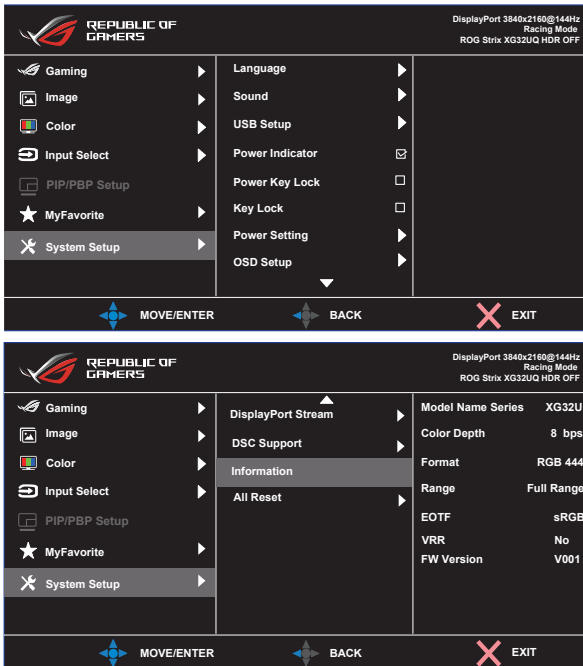 REPUBLIC OF
GAMERS
DisplayPort 3840x2160@144Hz
Racing Mode
ROG Strix XG32UQ HDR OFF
Gaming
Image
Color
Input Select
PIP/PBP Setup
MyFavorite
System Setup
Language
Sound
USB Setup
Power Indicator
Power Key Lock
Key Lock
Power Setting
OSD Setup
MOVE/ENTER
BACK
EXIT
REPUBLIC OF
GAMERS
DisplayPort 3840x2160@144Hz
Racing Mode
ROG Strix XG32UQ HDR OFF
Gaming
Image
Color
Input Select
PIP/PBP Setup
MyFavorite
System Setup
DisplayPort Stream
DSC Support
Information
All Reset
Model Name Series XG32U
Color Depth 8 bps
Format RGB 444
Range Full Range
EOTF sRGB
VRR No
FW Version V001
MOVE/ENTER
BACK
EXIT